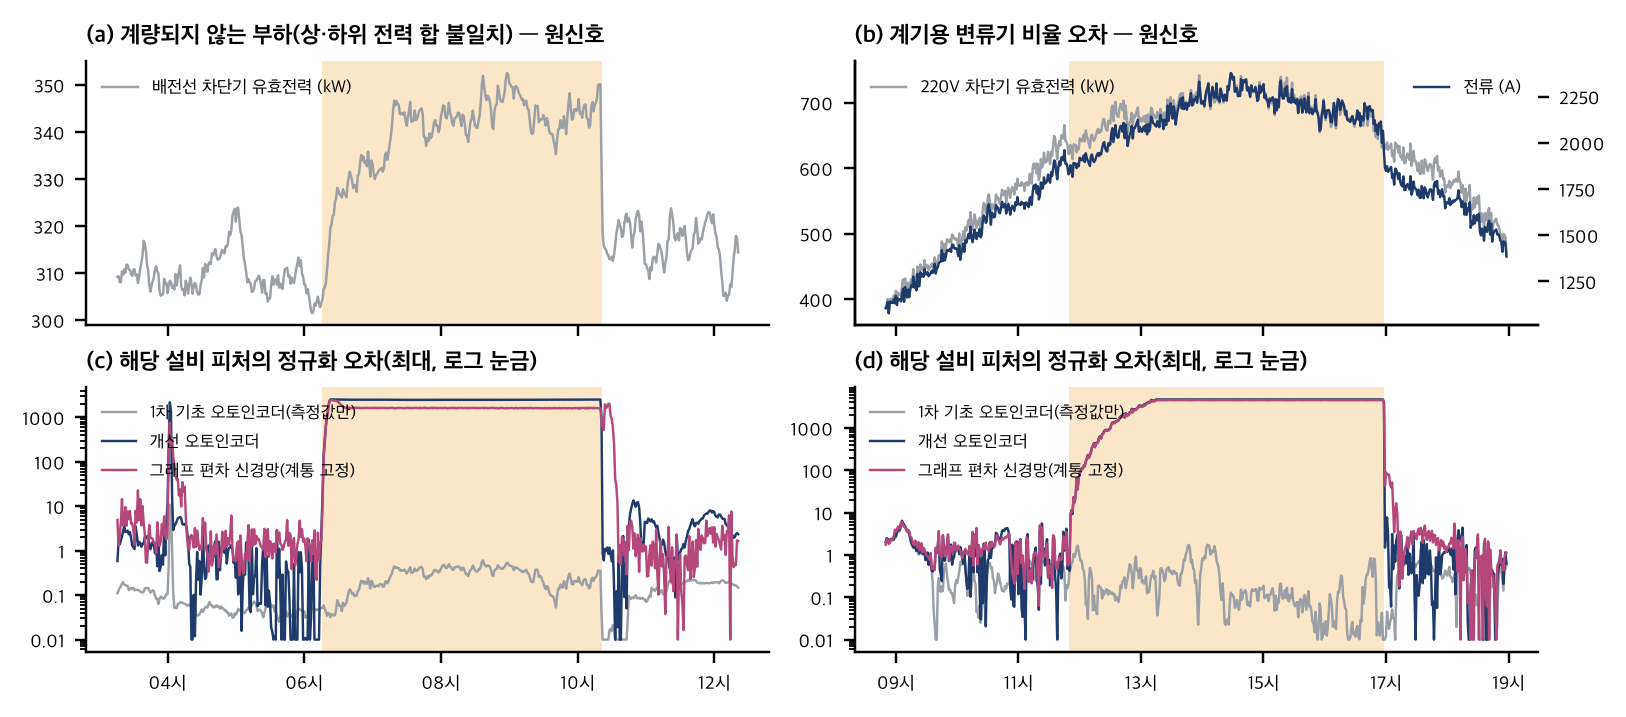 (a) 계량되지 않는 부하(상·하위 전력 합 불일치) — 원신호
배전선 차단기 유효전력 (kW)
350
340
330
320
310
300
(b) 계기용 변류기 비율 오차 — 원신호
220V 차단기 유효전력 (kW)
전류 (A)
700
600
500
400
2250
2000
1750
1500
1250
(c) 해당 설비 피처의 정규화 오차(최대, 로그 눈금)
1차 기초 오토인코더(측정값만)
개선 오토인코더
그래프 편차 신경망(계통 고정)
1000
100
10
1
0.1
0.01
04시
06시
08시
10시
12시
(d) 해당 설비 피처의 정규화 오차(최대, 로그 눈금)
1차 기초 오토인코더(측정값만)
개선 오토인코더
그래프 편차 신경망(계통 고정)
1000
100
10
1
0.1
0.01
09시
11시
13시
15시
17시
19시